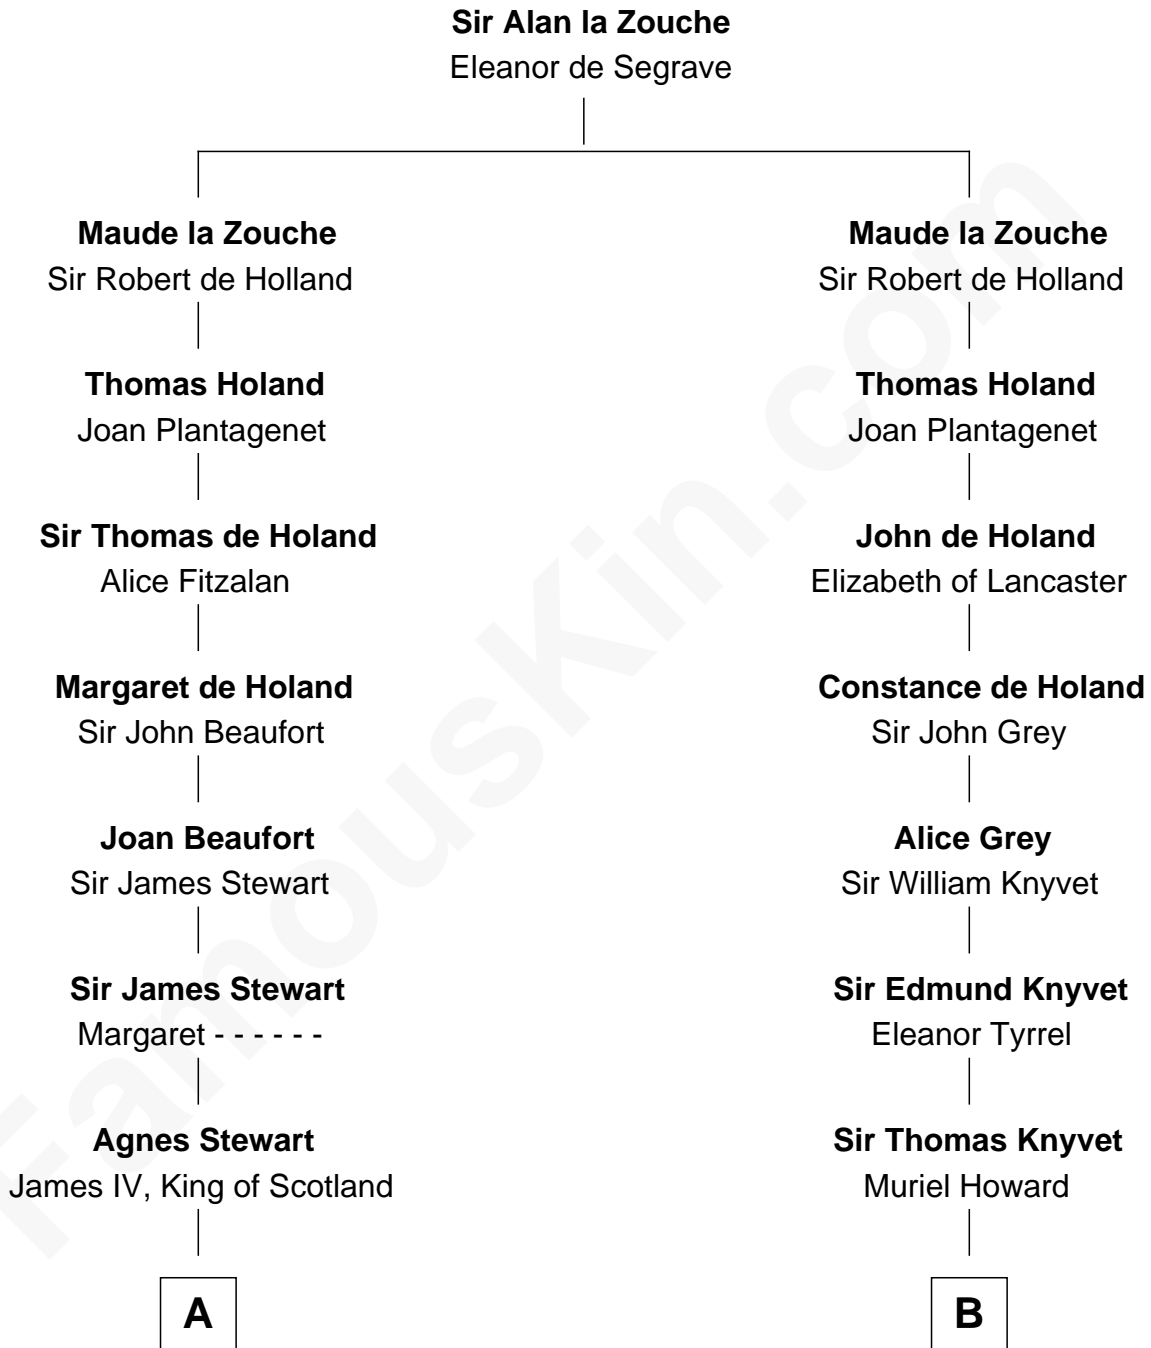 Sir Alan la Zouche
Eleanor de Segrave
Maude la Zouche
Sir Robert de Holland
Thomas Holand
Joan Plantagenet
Sir Thomas de Holand
Alice Fitzalan
Margaret de Holand
Sir John Beaufort
Joan Beaufort
Sir James Stewart
Sir James Stewart
Margaret - - - - - -
Agnes Stewart
James IV, King of Scotland
A
Maude la Zouche
Sir Robert de Holland
Thomas Holand
Joan Plantagenet
John de Holand
Elizabeth of Lancaster
Constance de Holand
Sir John Grey
Alice Grey
Sir William Knyvet
Sir Edmund Knyvet
Eleanor Tyrrel
Sir Thomas Knyvet
Muriel Howard
B
FamousKin.com